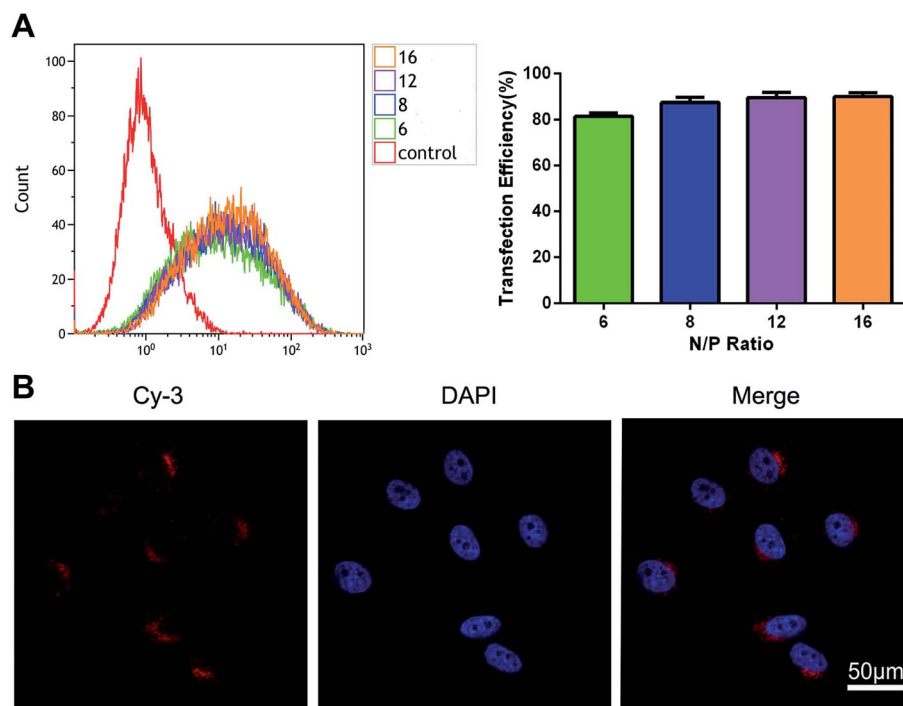 A
100
80
60
40
20
0
Count
10⁰
10¹
10²
10³
16
12
8
6
control
Transfection Efficiency(%)
100
80
60
40
20
0
6
8
12
16
N/P Ratio
B
Cy-3
DAPI
Merge
50μm